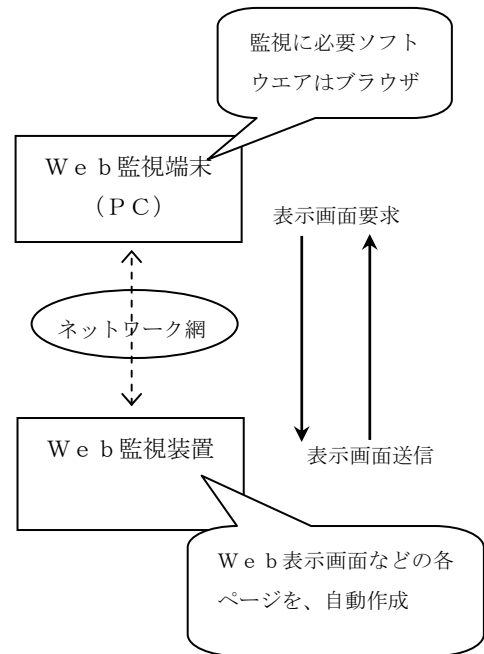 監視に必要ソフト
ウエアはブラウザ
Ｗｅｂ監視端末
（ＰＣ）
表示画面要求
ネットワーク網
Ｗｅｂ監視装置
表示画面送信
Ｗｅｂ表示画面などの各
ページを、自動作成